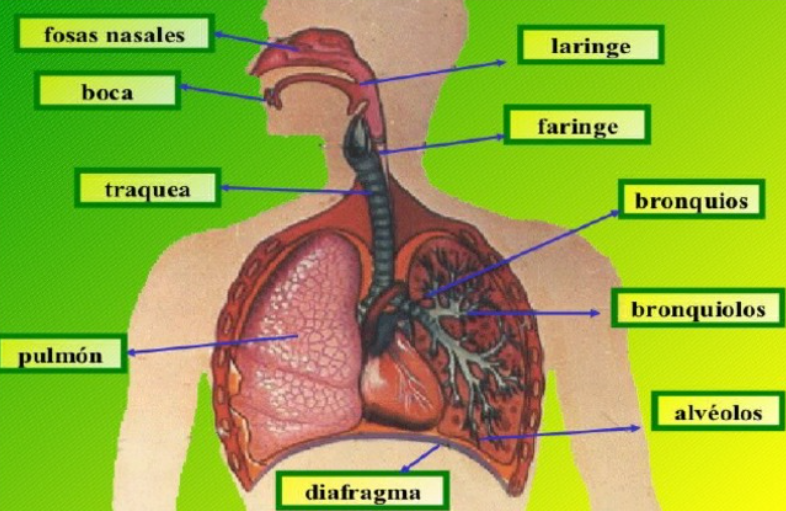 fosas nasales
laringe
boca
faringe
traquea
bronquios
bronquiolos
pulmón
alvéolos
diafragma